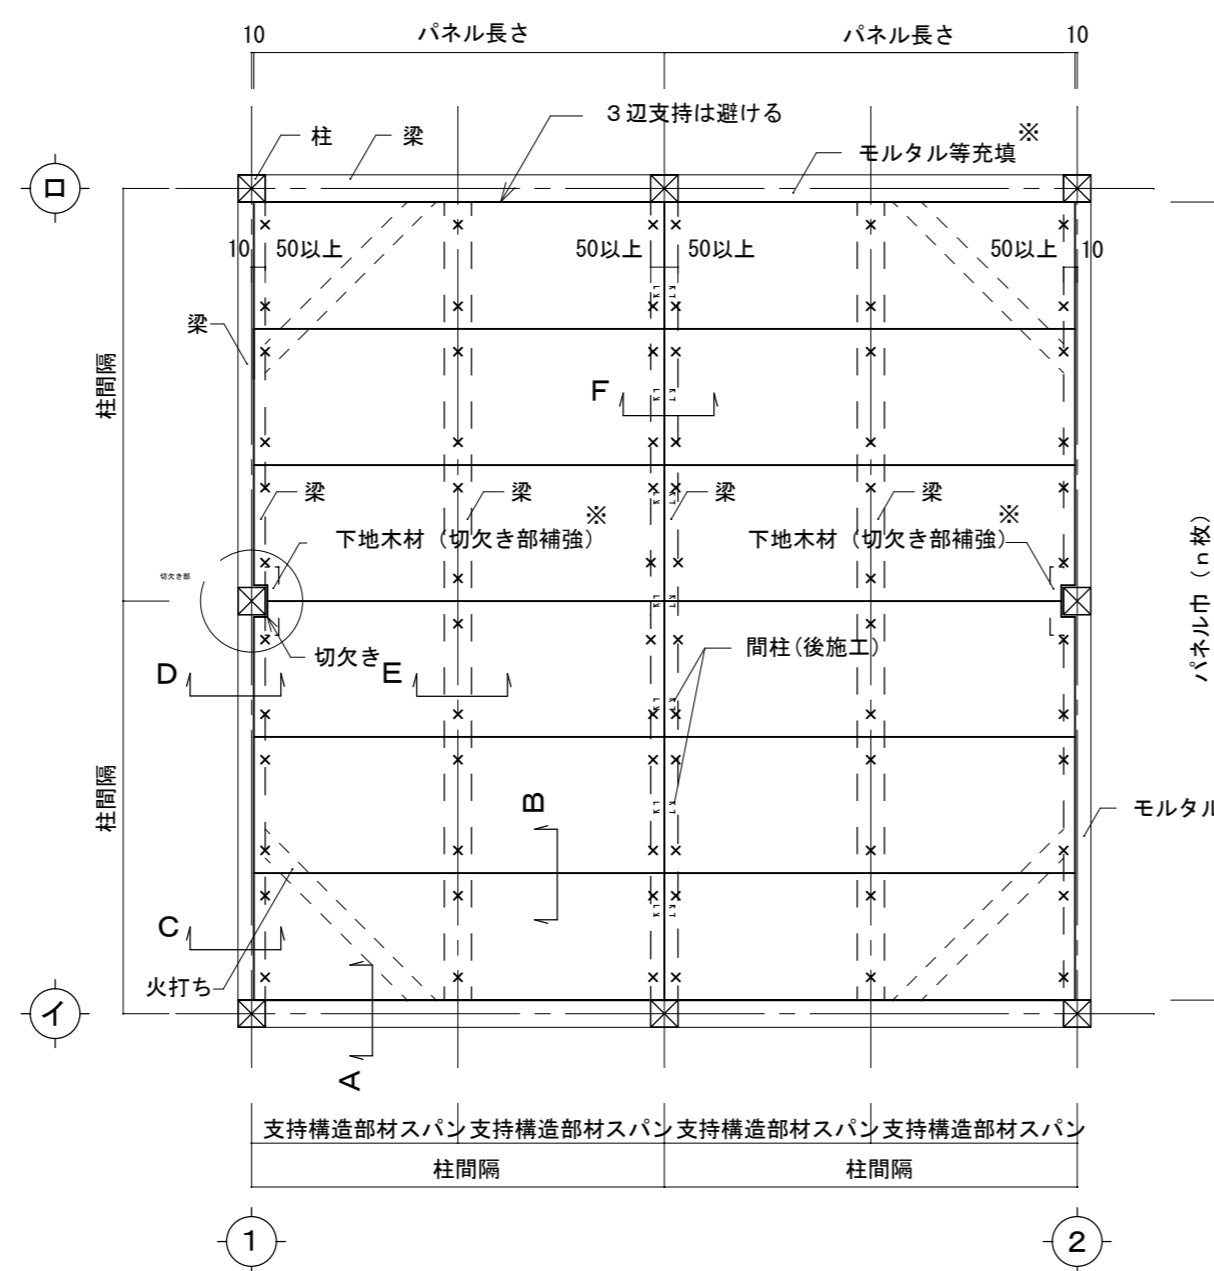 10 パネル長さ パネル長さ 10
3辺支持は避ける
柱 梁 モルタル等充填※
ロ
10 50以上 50以上 50以上 50以上 10
梁
柱間隔
F
梁 梁 梁 梁
下地木材(切欠き部補強)※ 下地木材(切欠き部補強)※
切欠き部
パネル巾(n枚)
切欠き 間柱(後施工)
D E
柱間隔
B
モルタル
C
火打ち
イ
A
支持構造部材スパン 支持構造部材スパン 支持構造部材スパン 支持構造部材スパン
柱間隔 柱間隔
1 2